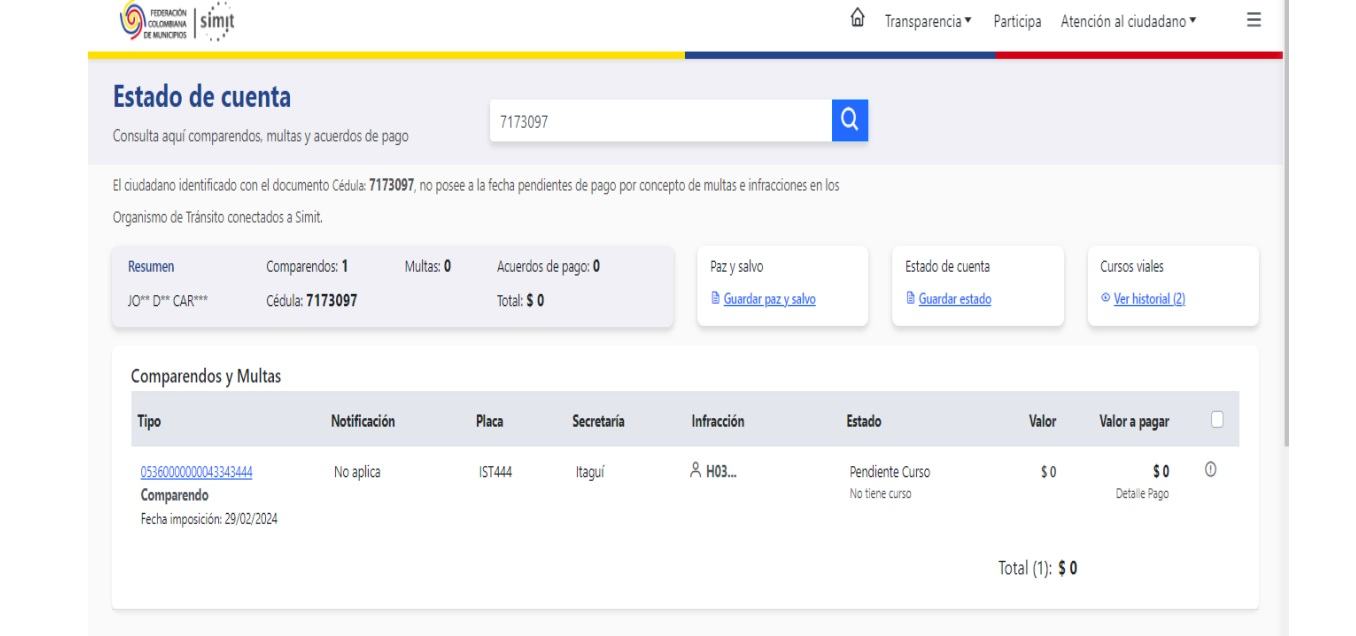 FEDERACIÓN
COLOMBIANA
DE MUNICIPIOS
simit
Transparencia Participa Atención al ciudadano
Estado de cuenta
7173097
Consulta aquí comparendos, multas y acuerdos de pago
El ciudadano identificado con el documento Cédula: 7173097, no posee a la fecha pendientes de pago por concepto de multas e infracciones en los
Organismo de Tránsito conectados a Simit.
Resumen Comparendos: 1 Multas: 0 Acuerdos de pago: 0
JO** D** CAR*** Cédula: 7173097 Total: $ 0
Paz y salvo
Guardar paz y salvo
Estado de cuenta
Guardar estado
Cursos viales
Ver historial (2)
Comparendos y Multas
Tipo Notificación Placa Secretaría Infracción Estado Valor Valor a pagar
05360000000043343444 No aplica IST444 Itaguí H03... Pendiente Curso $ 0 $ 0
Comparendo No tiene curso Detalle Pago
Fecha imposición: 29/02/2024
Total (1): $ 0